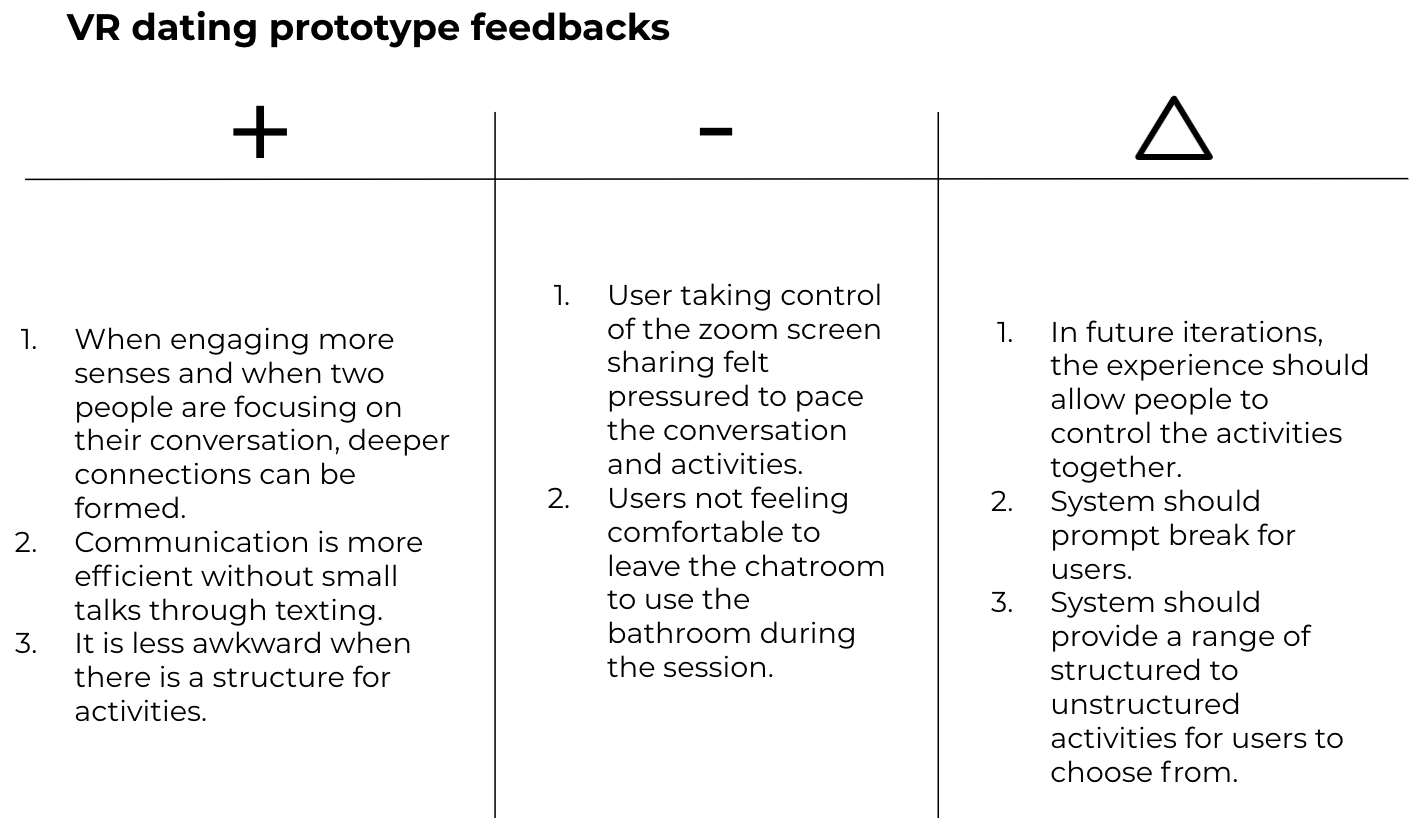 VR dating prototype feedbacks
+
-
△
1. When engaging more
senses and when two
people are focusing on
their conversation, deeper
connections can be
formed.
2. Communication is more
efficient without small
talks through texting.
3. It is less awkward when
there is a structure for
activities.
1. User taking control
of the zoom screen
sharing felt
pressured to pace
the conversation
and activities.
2. Users not feeling
comfortable to
leave the chatroom
to use the
bathroom during
the session.
1. In future iterations,
the experience should
allow people to
control the activities
together.
2. System should
prompt break for
users.
3. System should
provide a range of
structured to
unstructured
activities for users to
choose from.